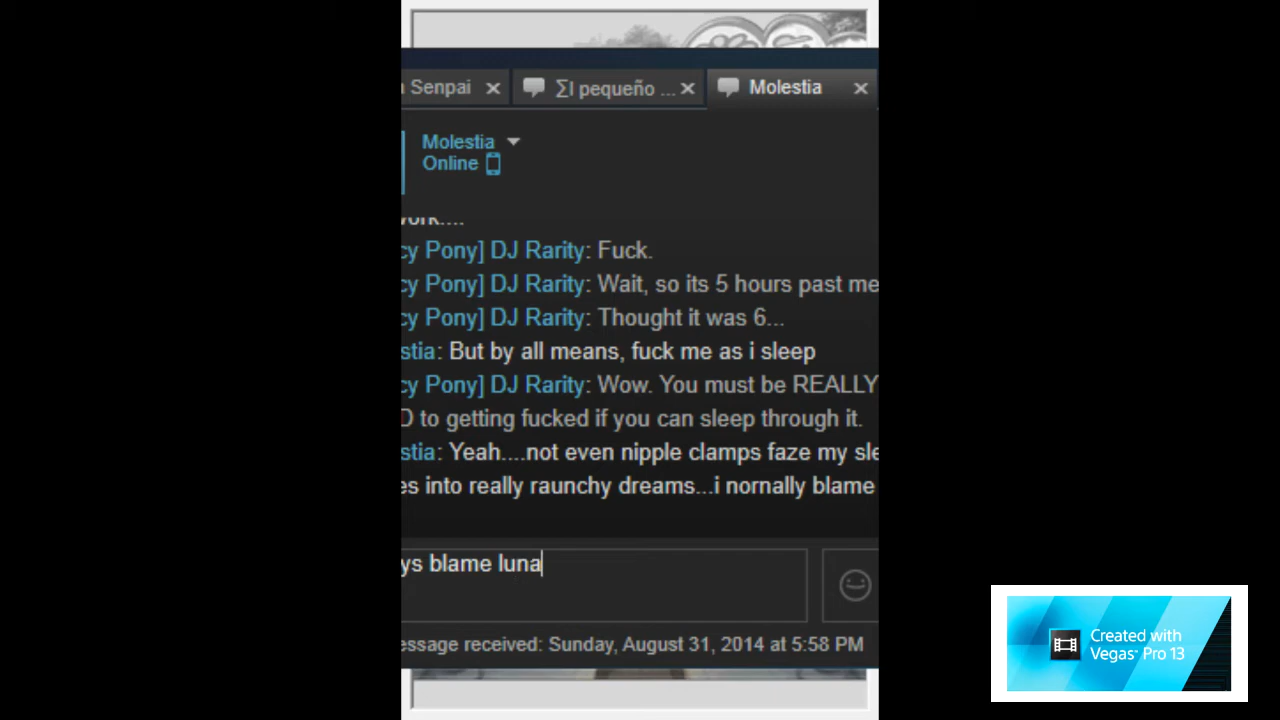 Senpai
∑l pequeño ...
Molestia
Molestia
Online
work....
cy Pony] DJ Rarity: Fuck.
cy Pony] DJ Rarity: Wait, so its 5 hours past me
cy Pony] DJ Rarity: Thought it was 6...
stia: But by all means, fuck me as i sleep
cy Pony] DJ Rarity: Wow. You must be REALLY
D to getting fucked if you can sleep through it.
stia: Yeah....not even nipple clamps faze my sle
es into really raunchy dreams...i nornally blame
ys blame luna
essage received: Sunday, August 31, 2014 at 5:58 PM
Created with
Vegas™ Pro 13